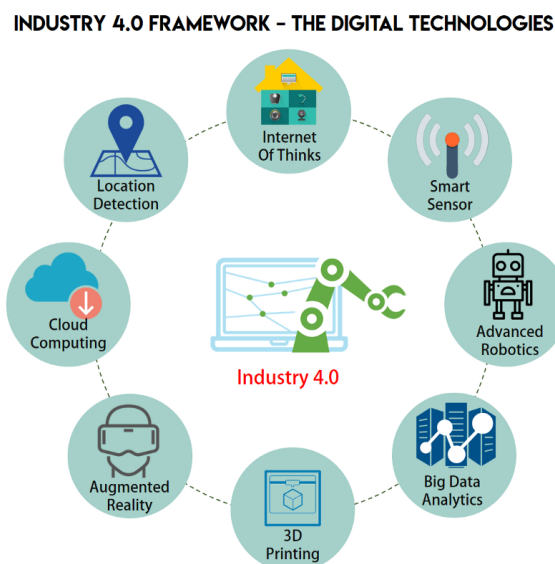 INDUSTRY 4.0 FRAMEWORK – THE DIGITAL TECHNOLOGIES
Internet
Of Thinks
Smart
Sensor
Advanced
Robotics
Big Data
Analytics
3D
Printing
Augmented
Reality
Cloud
Computing
Location
Detection
Industry 4.0